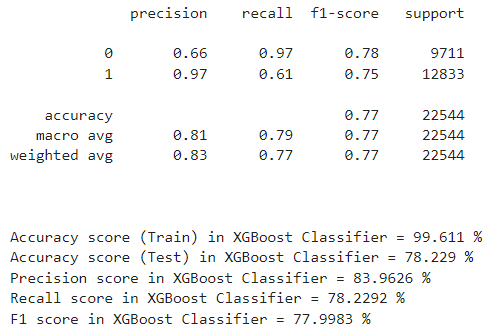 precision recall f1-score support
0 0.66 0.97 0.78 9711
1 0.97 0.61 0.75 12833
accuracy 0.77 22544
macro avg 0.81 0.79 0.77 22544
weighted avg 0.83 0.77 0.77 22544
Accuracy score (Train) in XGBoost Classifier = 99.611 %
Accuracy score (Test) in XGBoost Classifier = 78.229 %
Precision score in XGBoost Classifier = 83.9626 %
Recall score in XGBoost Classifier = 78.2292 %
F1 score in XGBoost Classifier = 77.9983 %